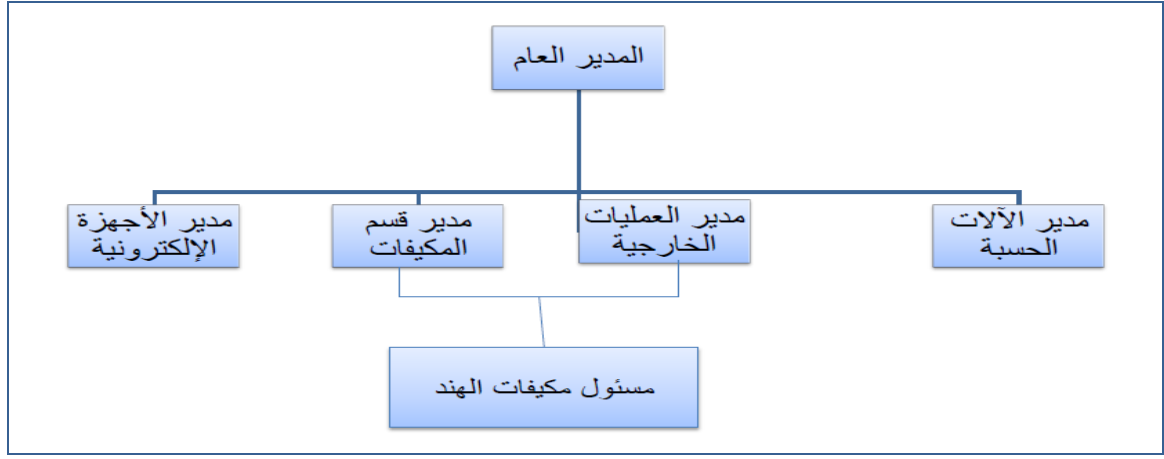 المدير العام
مدير الآلات
الحسبة
مدير العمليات
الخارجية
مدير قسم
المكيفات
مدير الأجهزة
الإلكترونية
مسئول مكيفات الهند